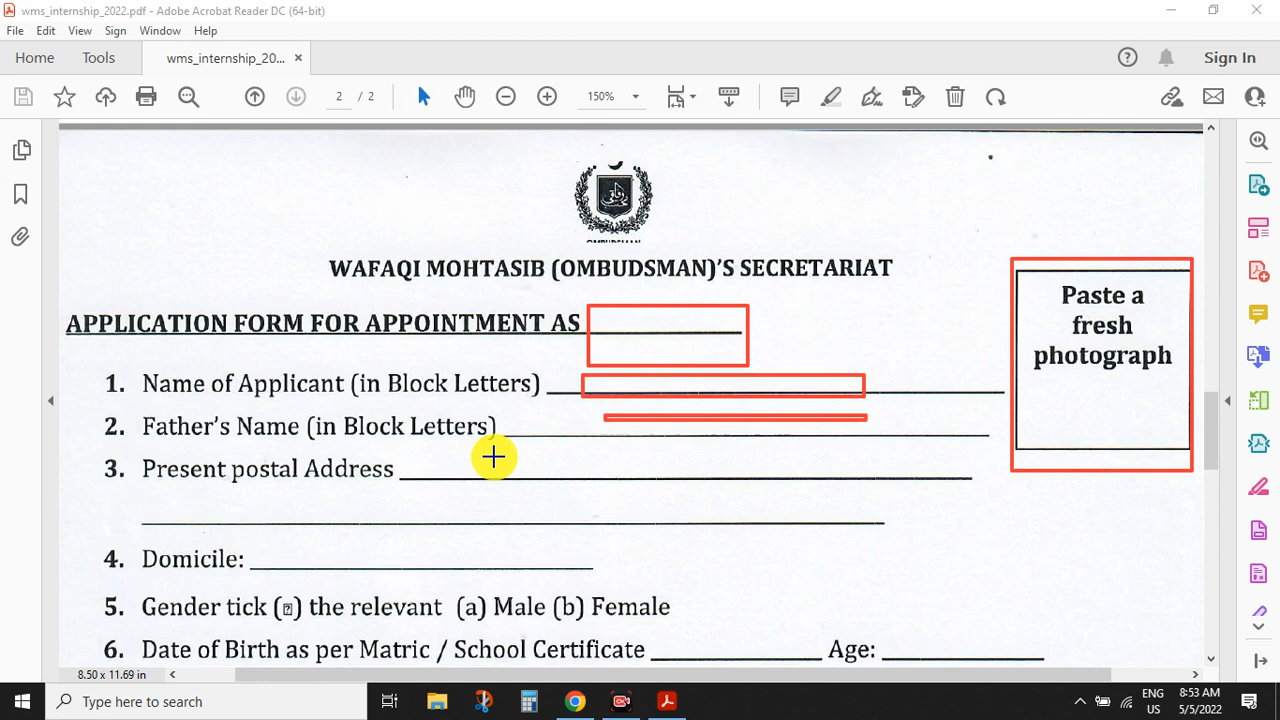 wms_internship_2022.pdf - Adobe Acrobat Reader DC (64-bit)
File Edit View Sign Window Help
Home Tools wms_internship_20... × Sign In
2 / 2 150%
WAFAQI MOHTASIB (OMBUDSMAN)'S SECRETARIAT
Paste a
fresh
photograph
APPLICATION FORM FOR APPOINTMENT AS
1. Name of Applicant (in Block Letters)
2. Father's Name (in Block Letters)
3. Present postal Address
4. Domicile:
5. Gender tick (?) the relevant (a) Male (b) Female
6. Date of Birth as per Matric / School Certificate Age:
8.50 x 11.69 in
Type here to search
ENG 8:53 AM
US 5/5/2022